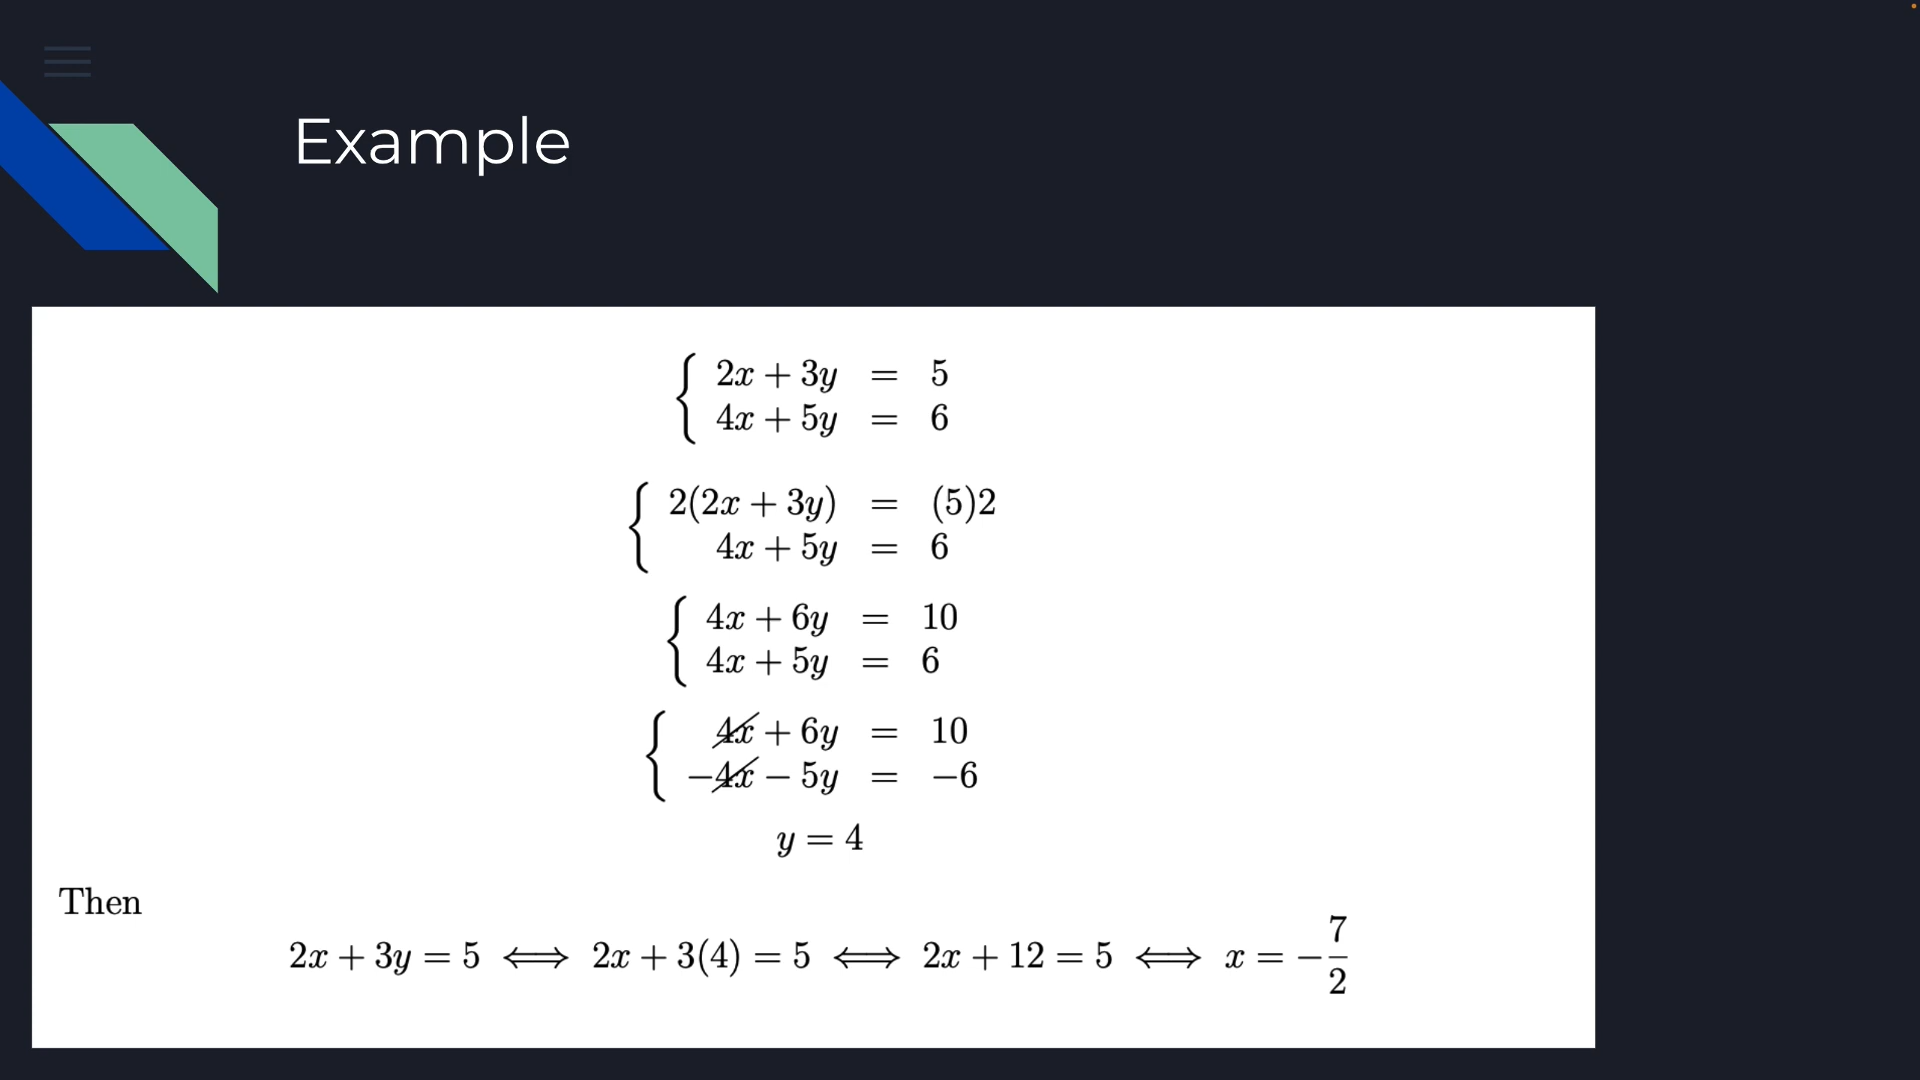 Example
2x + 3y = 5
4x + 5y = 6
2(2x + 3y) = (5)2
4x + 5y = 6
4x + 6y = 10
4x + 5y = 6
4x + 6y = 10
−4x − 5y = −6
y = 4
Then
2x + 3y = 5 ⟺ 2x + 3(4) = 5 ⟺ 2x + 12 = 5 ⟺ x = −7/2